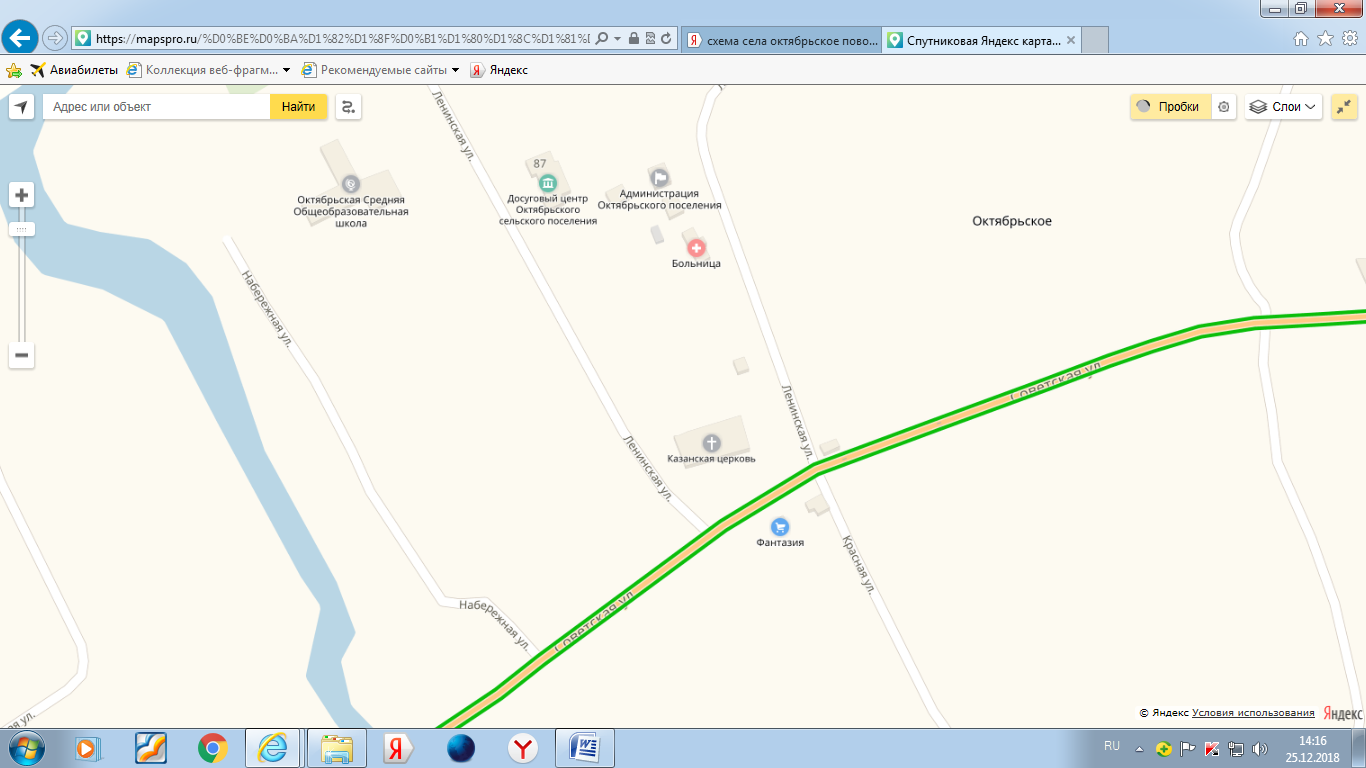 https://mapspro.ru/%D0%BE%D0%BA%D1%82%D1%8F%D0%B1%D1%80%D1%8C%D1%81%I
схема села октябрьское пово...
Спутниковая Яндекс карта...
Авиабилеты
Коллекция веб-фрагм...
Рекомендуемые сайты
Яндекс
Адрес или объект
Найти
Пробки
Слои
Ленинская ул.
87
Досуговый центр
Октябрьского
сельского поселения
Администрация
Октябрьского поселения
Октябрьская Средняя
Общеобразовательная
школа
Октябрьское
Больница
Набережная ул.
Советская ул.
Ленинская ул.
Ленинская ул.
Казанская церковь
Фантазия
Красная ул.
Набережная ул.
Советская ул.
ная ул.
© Яндекс Условия использования
Яндекс
RU
14:16
25.12.2018